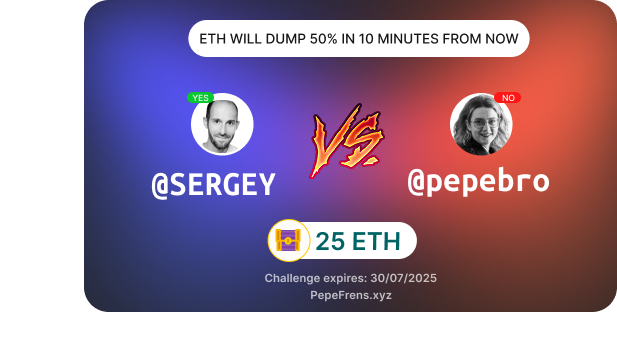 ETH WILL DUMP 50% IN 10 MINUTES FROM NOW
YES
NO
VS
@SERGEY
@pepebro
25 ETH
Challenge expires: 30/07/2025
PepeFrens.xyz